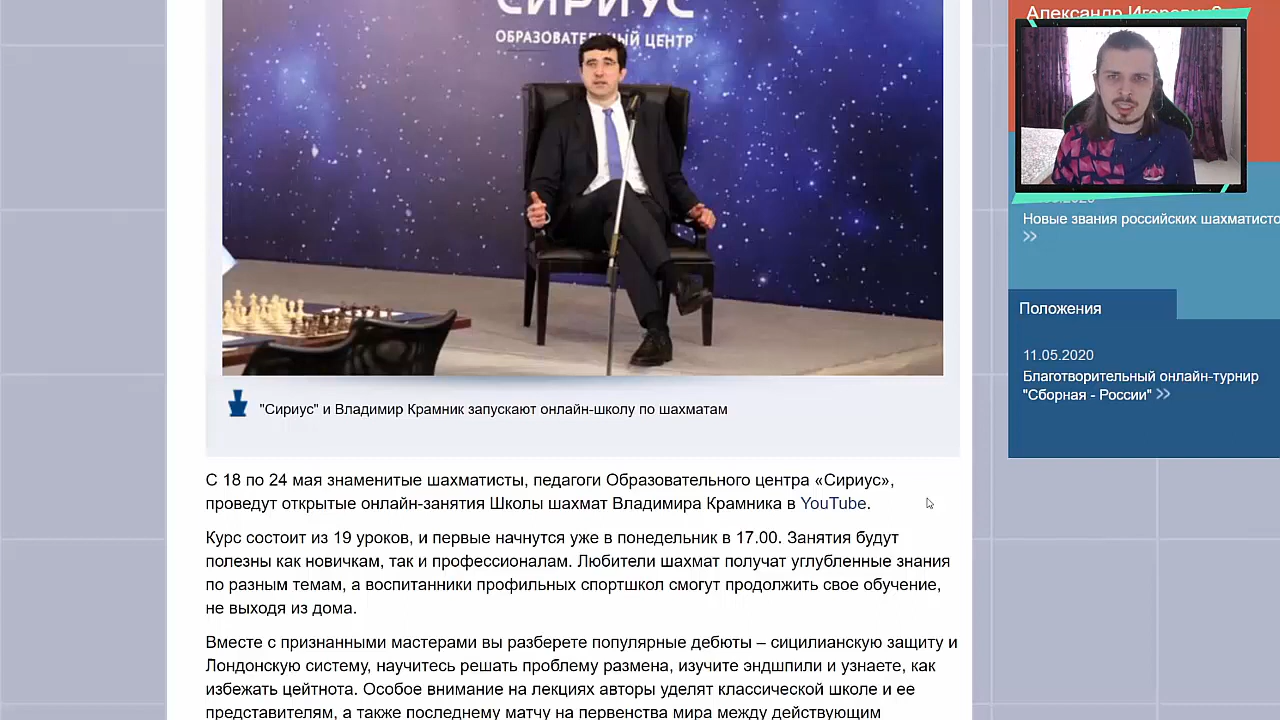 СИРИУС
ОБРАЗОВАТЕЛЬНЫЙ ЦЕНТР
"Сириус" и Владимир Крамник запускают онлайн-школу по шахматам
С 18 по 24 мая знаменитые шахматисты, педагоги Образовательного центра «Сириус»,
проведут открытые онлайн-занятия Школы шахмат Владимира Крамника в YouTube.
Курс состоит из 19 уроков, и первые начнутся уже в понедельник в 17.00. Занятия будут
полезны как новичкам, так и профессионалам. Любители шахмат получат углубленные знания
по разным темам, а воспитанники профильных спортшкол смогут продолжить свое обучение,
не выходя из дома.
Вместе с признанными мастерами вы разберете популярные дебюты – сицилианскую защиту и
Лондонскую систему, научитесь решать проблему размена, изучите эндшпили и узнаете, как
избежать цейтнота. Особое внимание на лекциях авторы уделят классической школе и ее
представителям, а также последнему матчу на первенства мира между действующим
Александр
Новые звания российских шахматисто
>>
Положения
11.05.2020
Благотворительный онлайн-турнир
"Сборная - России" >>